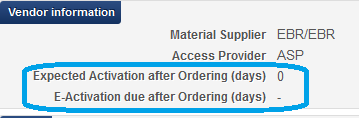 Vendor information
Material Supplier EBR/EBR
Access Provider ASP
Expected Activation after Ordering (days) 0
E-Activation due after Ordering (days) -